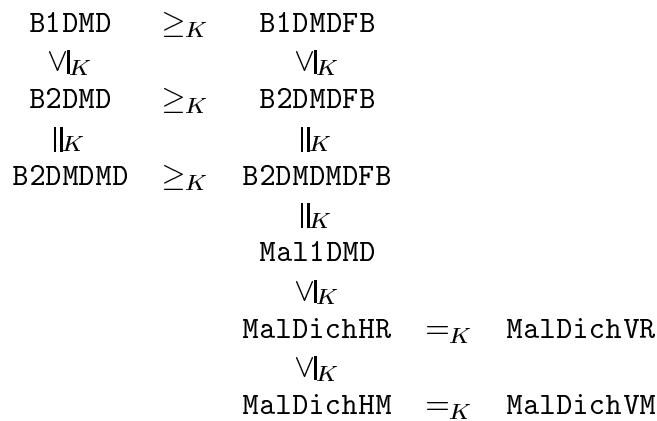 B1DMD ≥K B1DMDFB
≥K ≥K
B2DMD ≥K B2DMDFB
=K =K
B2DMDMD ≥K B2DMDMDFB
=K
Mal1DMD
≥K
MalDichHR =K MalDichVR
≥K
MalDichHM =K MalDichVM